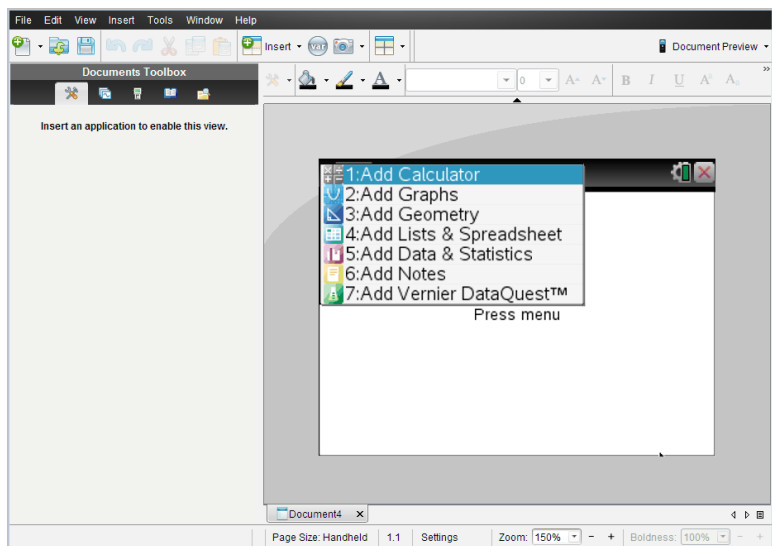 File Edit View Insert Tools Window Help
Insert var Document Preview
Documents Toolbox
0 A+ A- B I U
Insert an application to enable this view.
1:Add Calculator
2:Add Graphs
3:Add Geometry
4:Add Lists & Spreadsheet
5:Add Data & Statistics
6:Add Notes
7:Add Vernier DataQuest™
Press menu
Document4
Page Size: Handheld 1.1 Settings Zoom: 150% - + Boldness: 100% - +